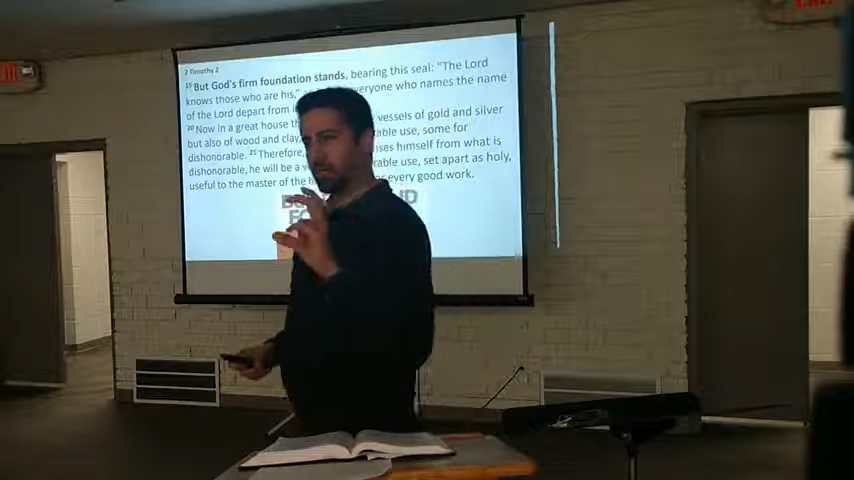 2 Timothy 2
19 But God's firm foundation stands, bearing this seal: "The Lord
knows those who are his," everyone who names the name
of the Lord depart from
20 Now in a great house vessels of gold and silver
but also of wood and clay, use, some for
dishonorable. 21 Therefore, himself from what is
dishonorable, he will be a use, set apart as holy,
useful to the master of the every good work.